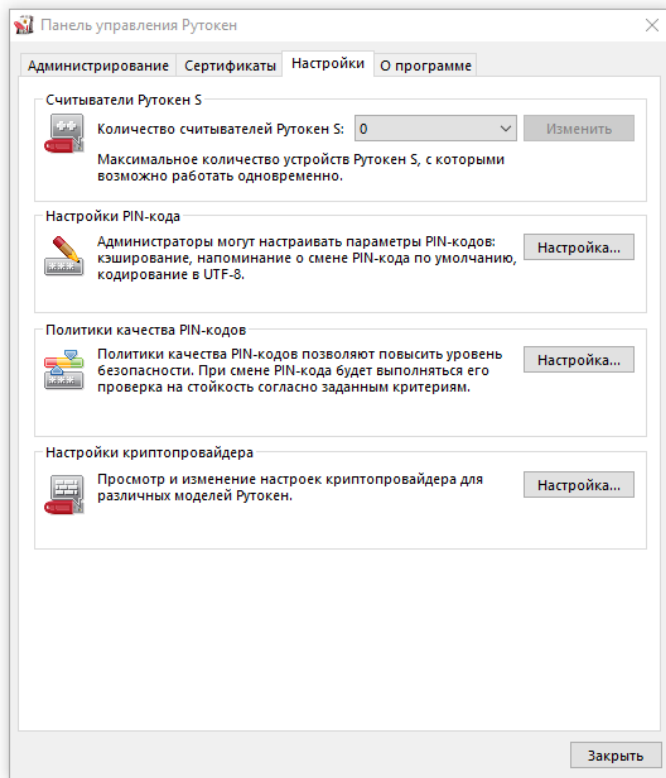 Панель управления Рутокен
Администрирование Сертификаты Настройки О программе
Считыватели Рутокен S
Количество считывателей Рутокен S: 0 Изменить
Максимальное количество устройств Рутокен S, с которыми
возможно работать одновременно.
Настройки PIN-кода
Администраторы могут настраивать параметры PIN-кодов:
кэширование, напоминание о смене PIN-кода по умолчанию,
кодирование в UTF-8.
Настройка...
Политики качества PIN-кодов
Политики качества PIN-кодов позволяют повысить уровень
безопасности. При смене PIN-кода будет выполняться его
проверка на стойкость согласно заданным критериям.
Настройка...
Настройки криптопровайдера
Просмотр и изменение настроек криптопровайдера для
различных моделей Рутокен.
Настройка...
Закрыть